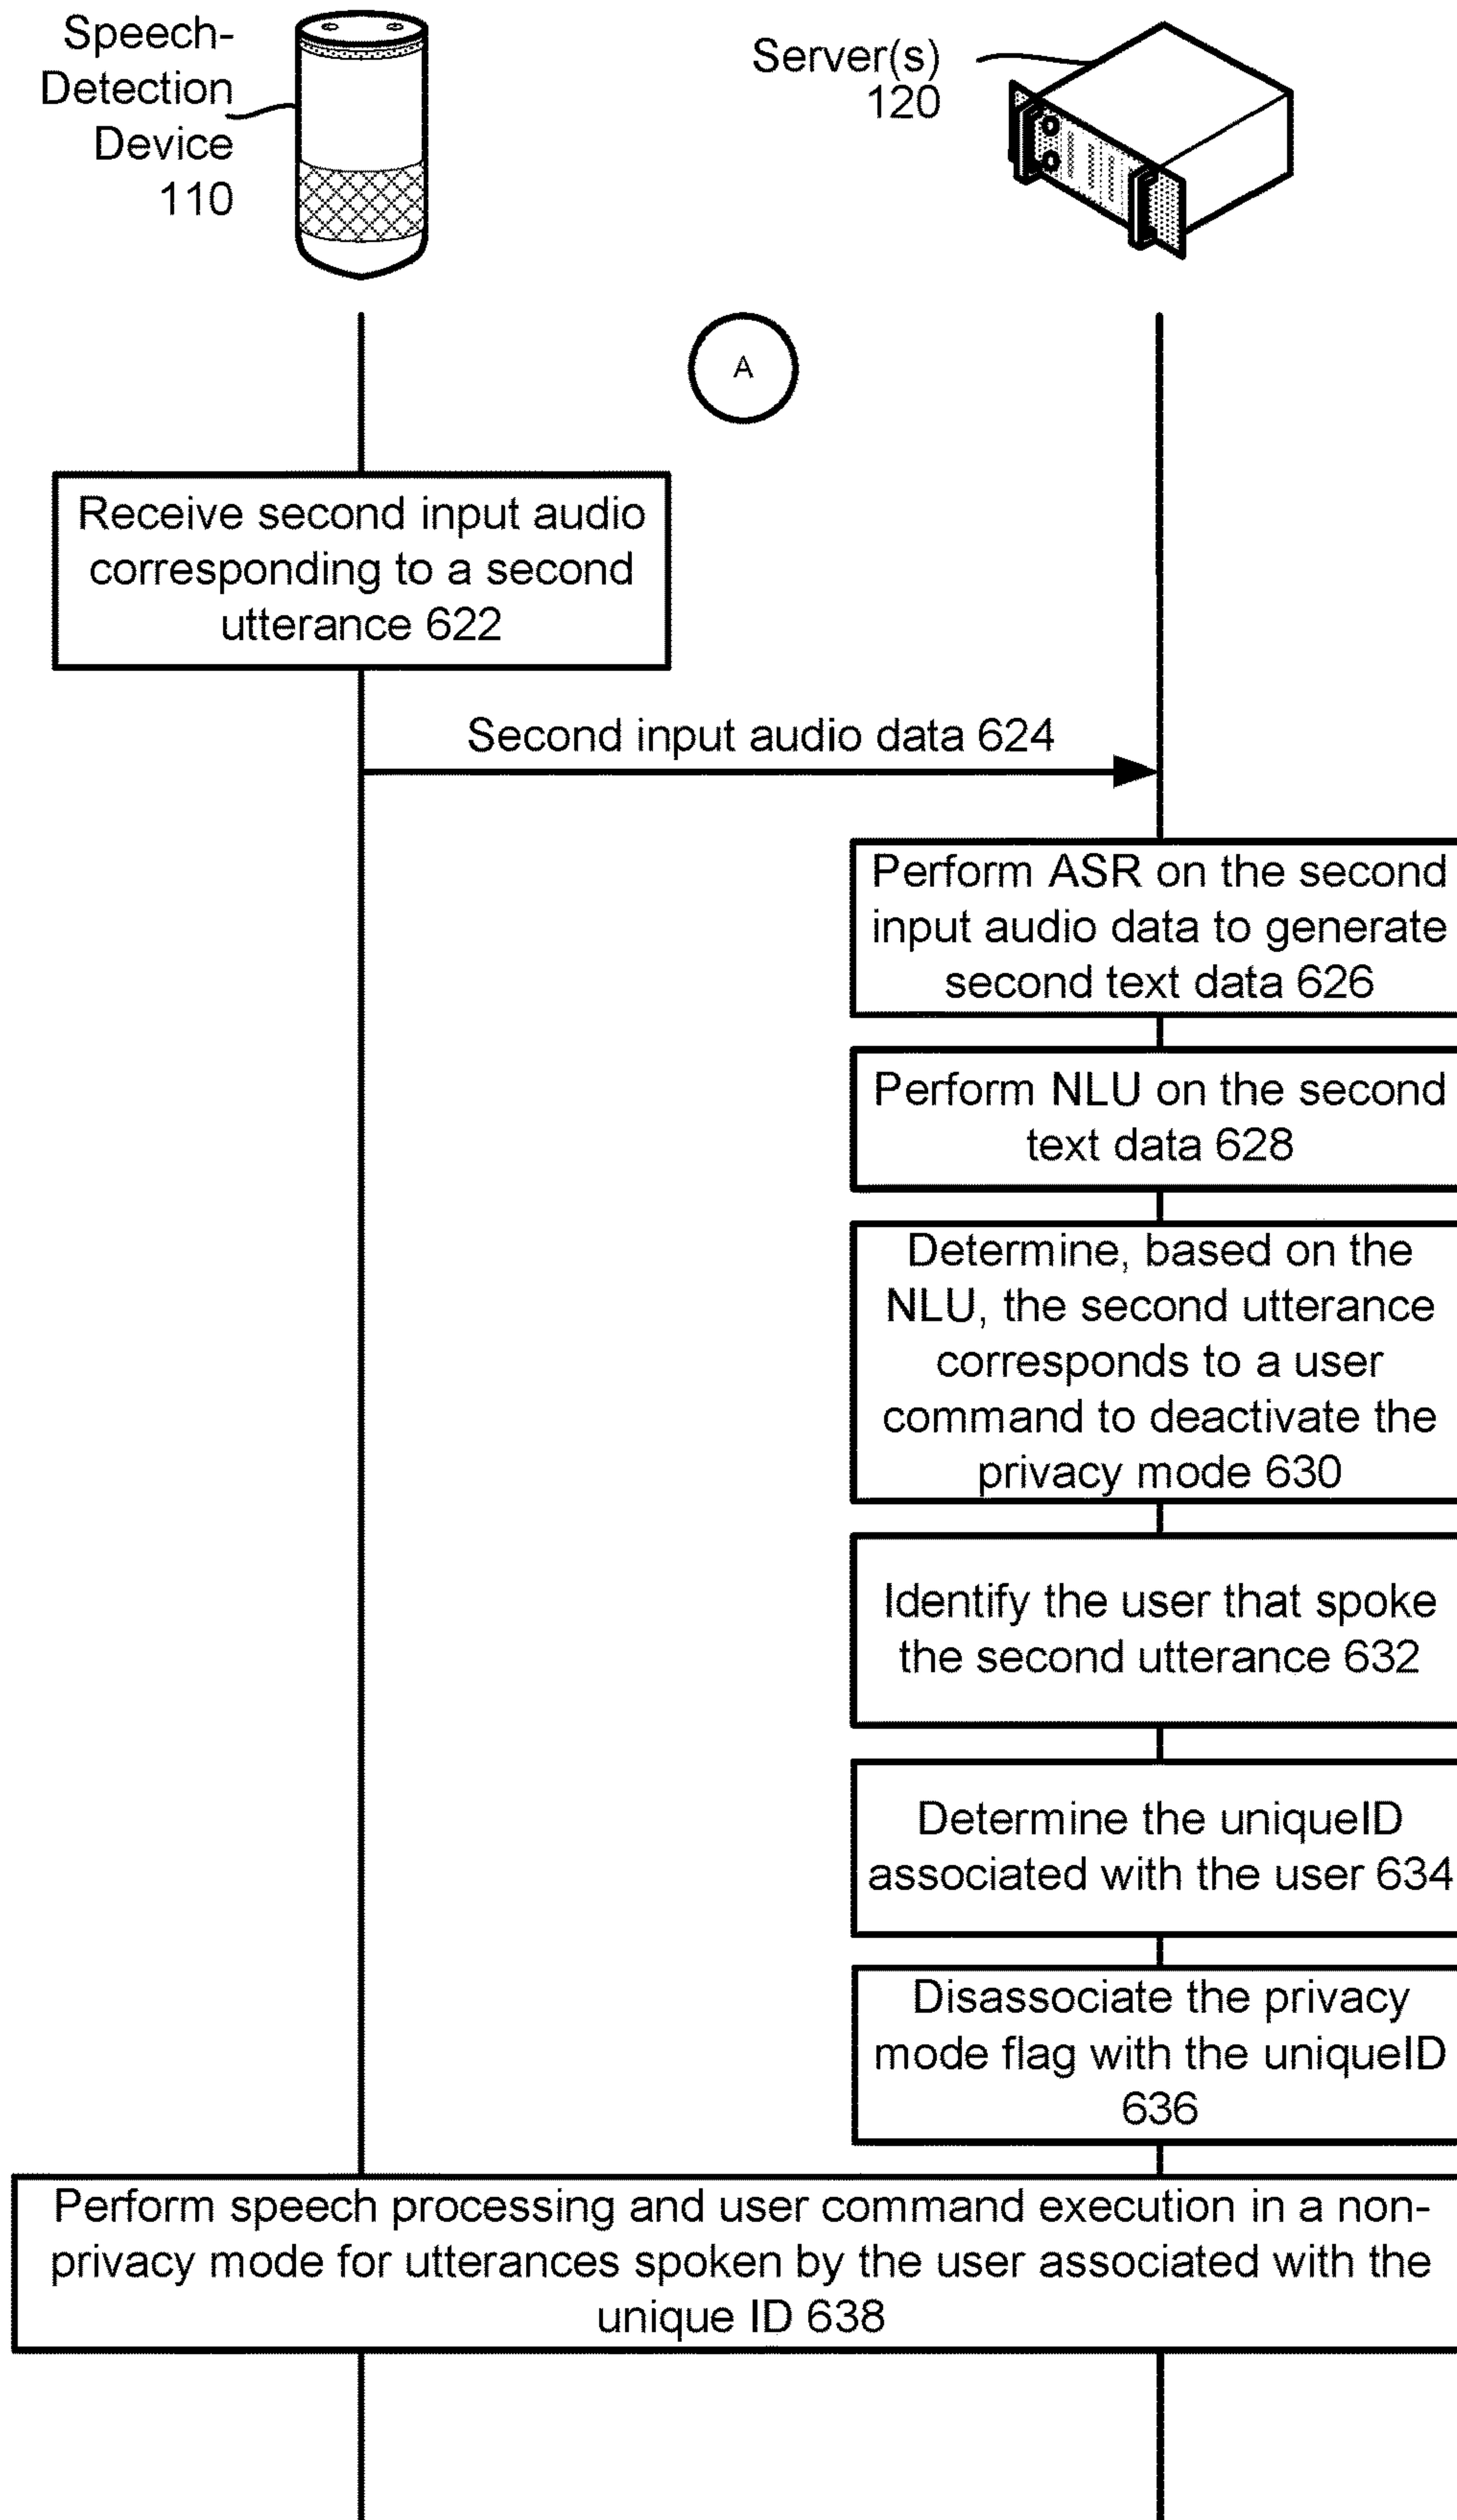 Speech-
Detection
Device
110
Server(s)
120
A
Receive second input audio
corresponding to a second
utterance 622
Second input audio data 624
Perform ASR on the second
input audio data to generate
second text data 626
Perform NLU on the second
text data 628
Determine, based on the
NLU, the second utterance
corresponds to a user
command to deactivate the
privacy mode 630
Identify the user that spoke
the second utterance 632
Determine the uniqueID
associated with the user 634
Disassociate the privacy
mode flag with the uniqueID
636
Perform speech processing and user command execution in a non-
privacy mode for utterances spoken by the user associated with the
unique ID 638